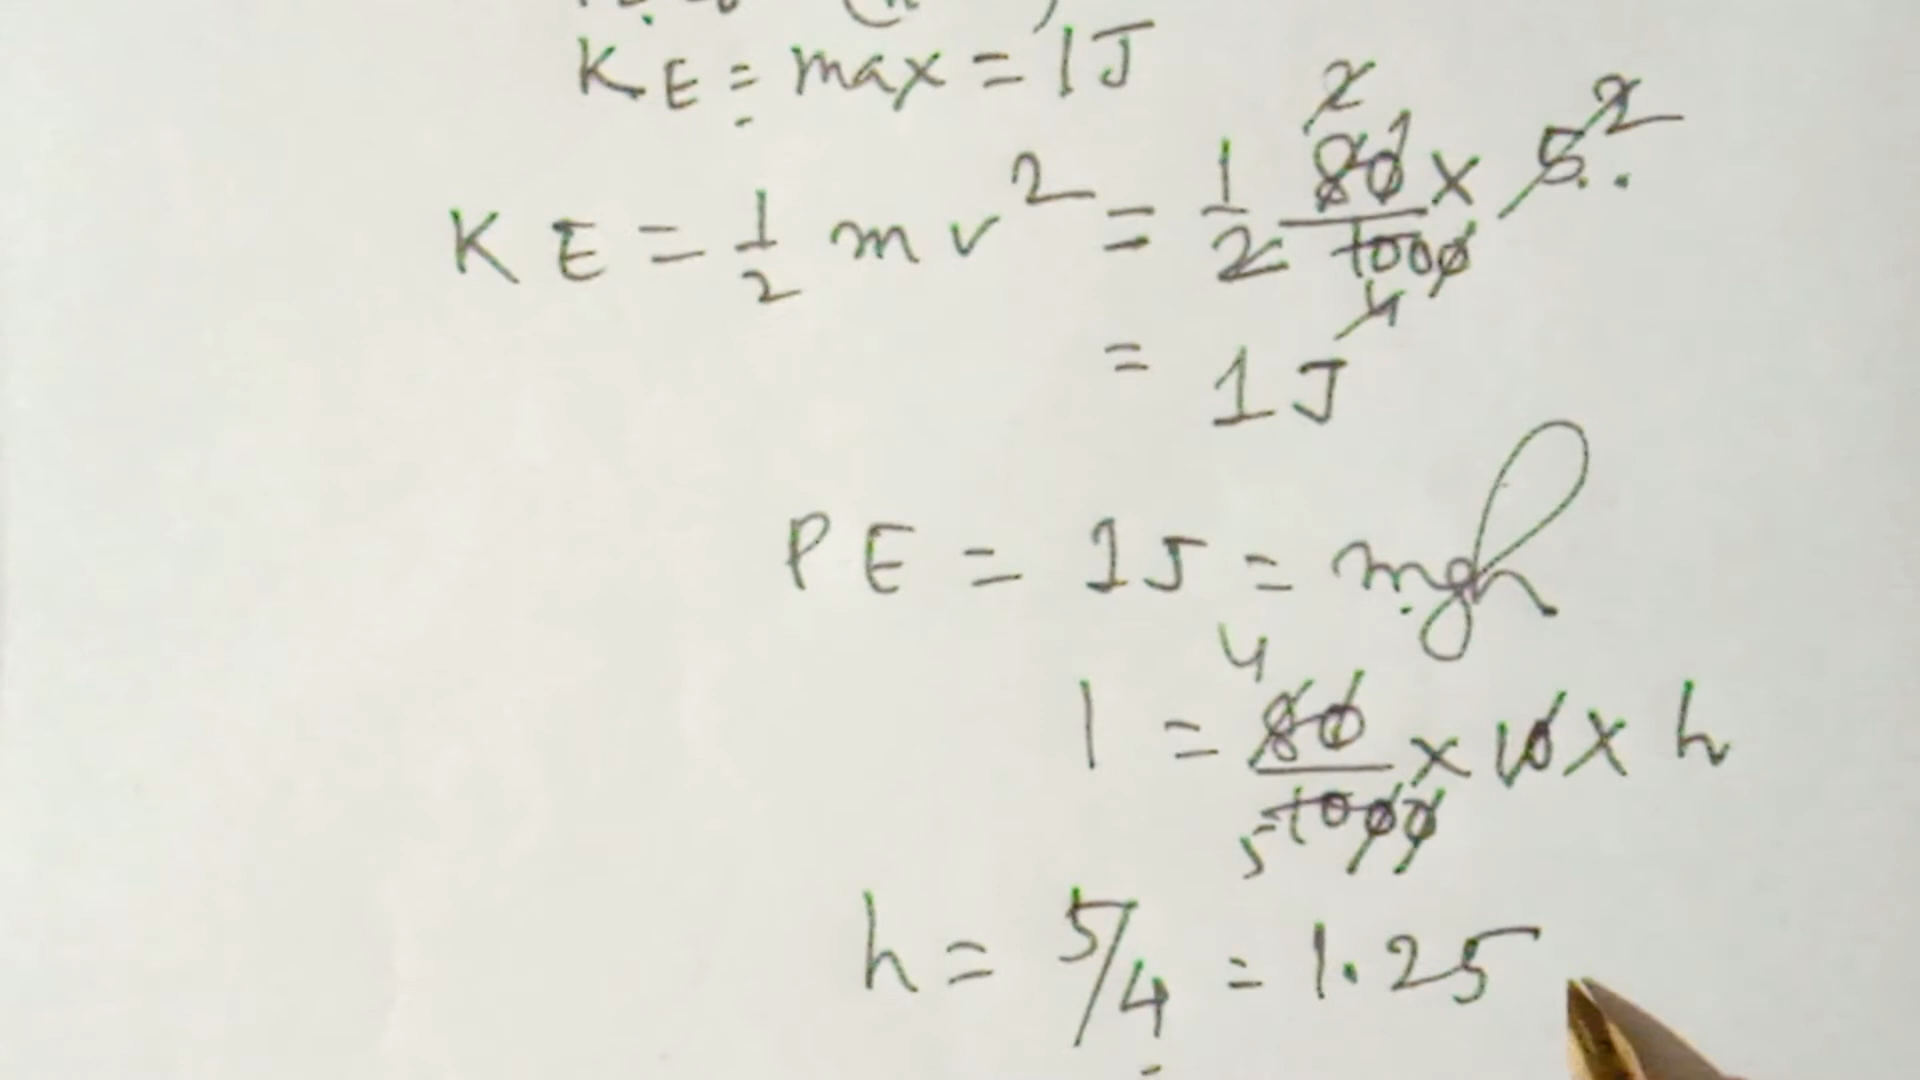 KE = max = 1J
KE = 1/2 mv² = 1/2 80/1000 × 5²
= 1J
PE = 1J = mgh
1 = 80/1000 × 10 × h
h = 5/4 = 1.25